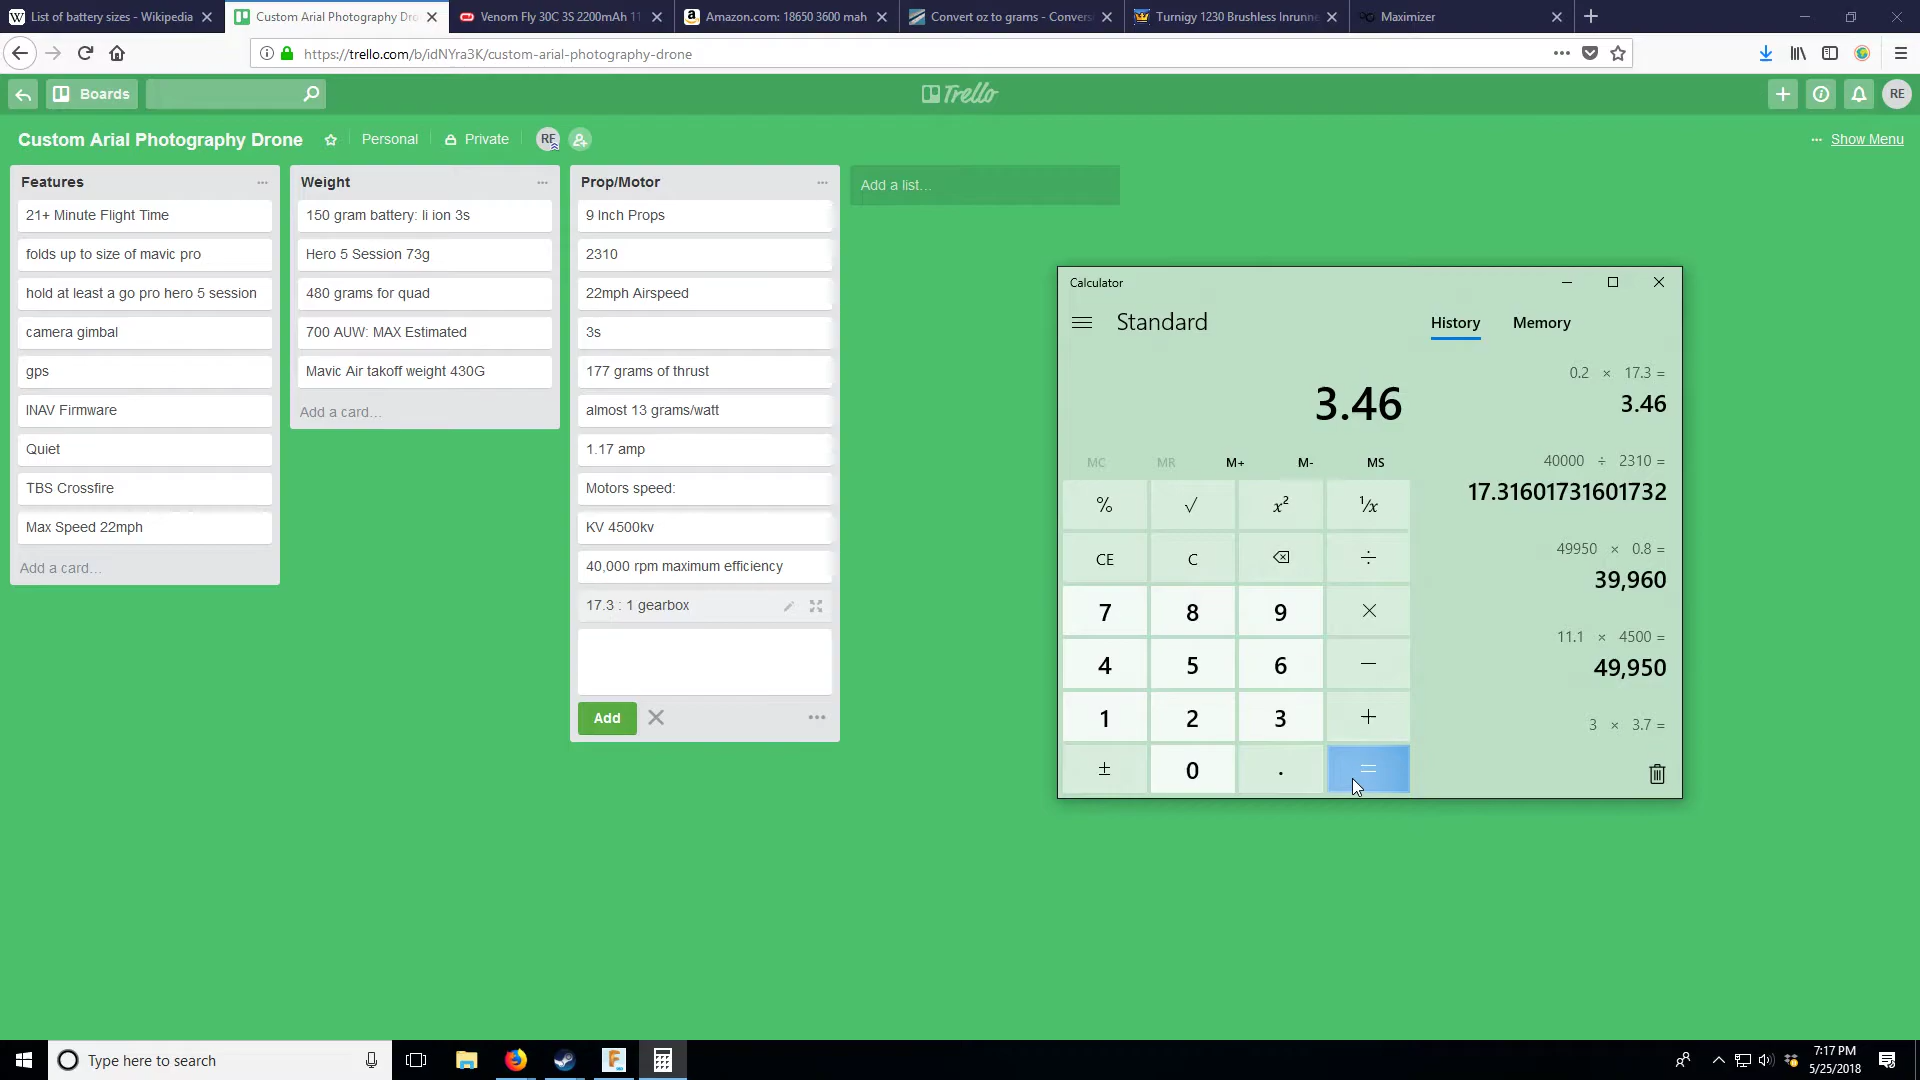 List of battery sizes - Wikipedia
Custom Arial Photography Dro
Venom Fly 30C 3S 2200mAh 11
Amazon.com: 18650 3600 mah
Convert oz to grams - Convers
Turnigy 1230 Brushless Inrunne
Maximizer
https://trello.com/b/idNYra3K/custom-arial-photography-drone
Boards
Trello
RE
Custom Arial Photography Drone
Personal
Private
RE
Show Menu
Features
21+ Minute Flight Time
folds up to size of mavic pro
hold at least a go pro hero 5 session
camera gimbal
gps
INAV Firmware
Quiet
TBS Crossfire
Max Speed 22mph
Add a card...
Weight
150 gram battery: li ion 3s
Hero 5 Session 73g
480 grams for quad
700 AUW: MAX Estimated
Mavic Air takoff weight 430G
Add a card...
Prop/Motor
9 Inch Props
2310
22mph Airspeed
3s
177 grams of thrust
almost 13 grams/watt
1.17 amp
Motors speed:
KV 4500kv
40,000 rpm maximum efficiency
17.3 : 1 gearbox
Add
Add a list...
Calculator
Standard
History
Memory
3.46
MC MR M+ M- MS
% √ x² ¹/x
CE C ÷
7 8 9 ×
4 5 6 −
1 2 3 +
± 0 . =
0.2 × 17.3 =
3.46
40000 ÷ 2310 =
17.31601731601732
49950 × 0.8 =
39,960
11.1 × 4500 =
49,950
3 × 3.7 =
Type here to search
7:17 PM
5/25/2018